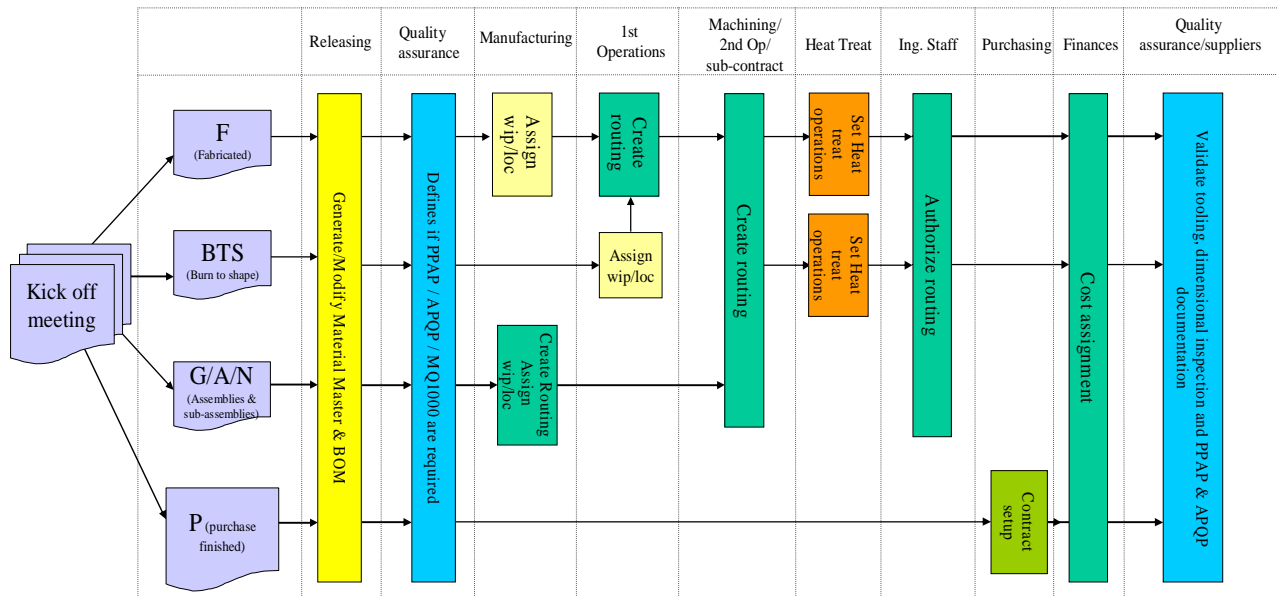 Releasing
Quality
assurance
Manufacturing
1st
Operations
Machining/
2nd Op/
sub-contract
Heat Treat
Ing. Staff
Purchasing
Finances
Quality
assurance/suppliers
Kick off
meeting
F
(Fabricated)
BTS
(Burn to shape)
G/A/N
(Assemblies &
sub-assemblies)
P (purchase
finished)
Generate/Modify Material Master & BOM
Defines if PPAP / APQP / MQ1000 are
required
Assign
wip/loc
Create
routing
Assign
wip/loc
Create Routing
Assign
wip/loc
Create routing
Set Heat
treat
operations
Set Heat
treat
operations
Authorize routing
Contract
setup
Cost assignment
Validate tooling, dimensional inspection and PPAP & APQP
documentation